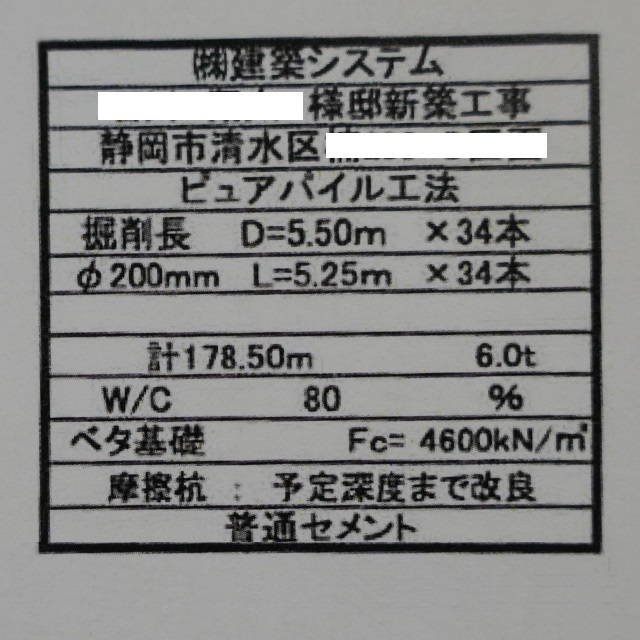 ㈱建築システム
様邸新築工事
静岡市清水区
ピュアパイル工法
掘削長 D=5.50m ×34本
φ200mm L=5.25m ×34本
計178.50m 6.0t
W/C 80 %
ベタ基礎 Fc= 4600kN/㎡
摩擦杭 : 予定深度まで改良
普通セメント